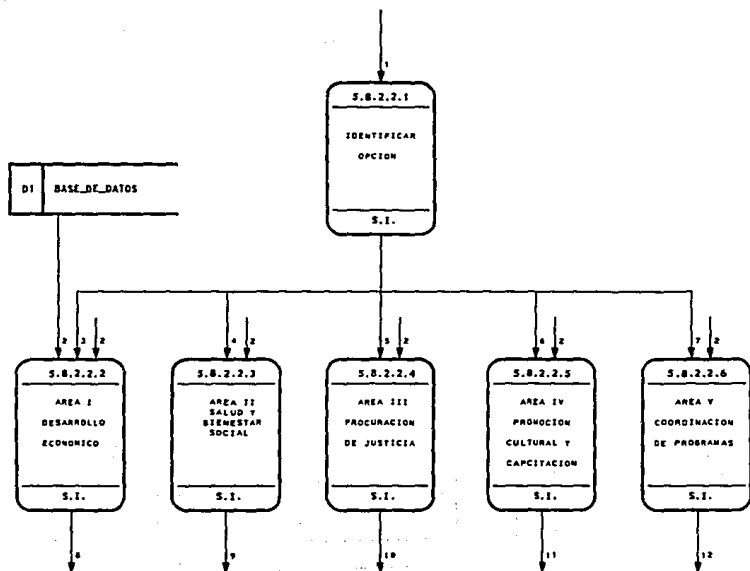 1
5.8.2.2.1
IDENTIFICAR
OPCION
S.I.
D1 BASE_DE_DATOS
2 3 2 4 2 5 2 6 2 7 2
5.8.2.2.2
AREA I
DESARROLLO
ECONOMICO
S.I.
5.8.2.2.3
AREA II
SALUD Y
BIENESTAR
SOCIAL
S.I.
5.8.2.2.4
AREA III
PROCURACION
DE JUSTICIA
S.I.
5.8.2.2.5
AREA IV
PROMOCION
CULTURAL Y
CAPCITACION
S.I.
5.8.2.2.6
AREA V
COORDINACION
DE PROGRAMAS
S.I.
8 9 10 11 12